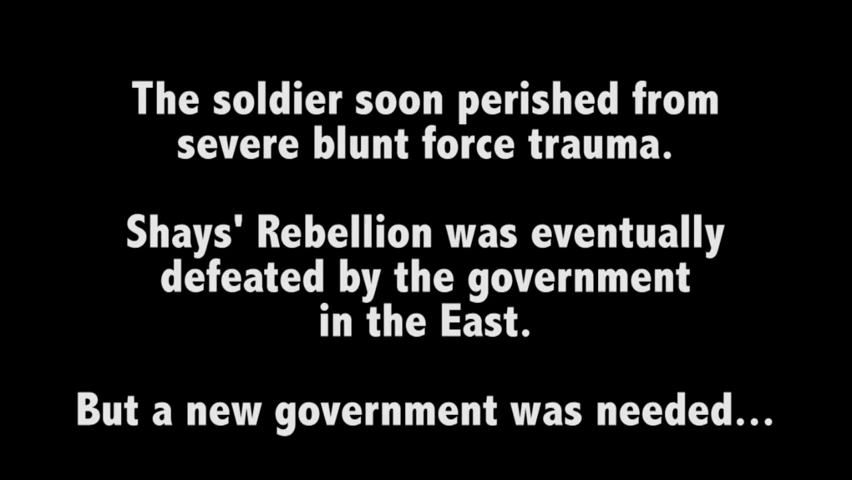 The soldier soon perished from
severe blunt force trauma.
Shays' Rebellion was eventually
defeated by the government
in the East.
But a new government was needed...